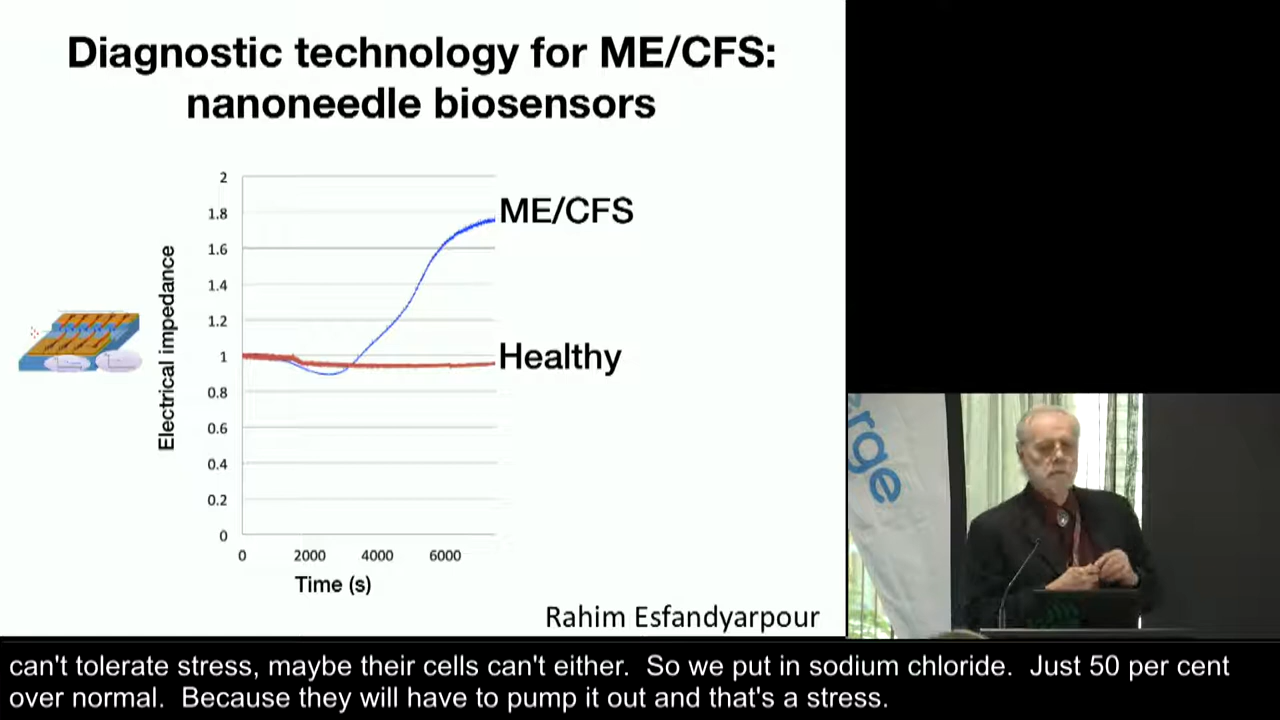 Diagnostic technology for ME/CFS:
nanoneedle biosensors
2
1.8
1.6
1.4
1.2
1
0.8
0.6
0.4
0.2
0
Electrical impedance
ME/CFS
Healthy
0 2000 4000 6000
Time (s)
Rahim Esfandyarpour
erge
can't tolerate stress, maybe their cells can't either. So we put in sodium chloride. Just 50 per cent
over normal. Because they will have to pump it out and that's a stress.